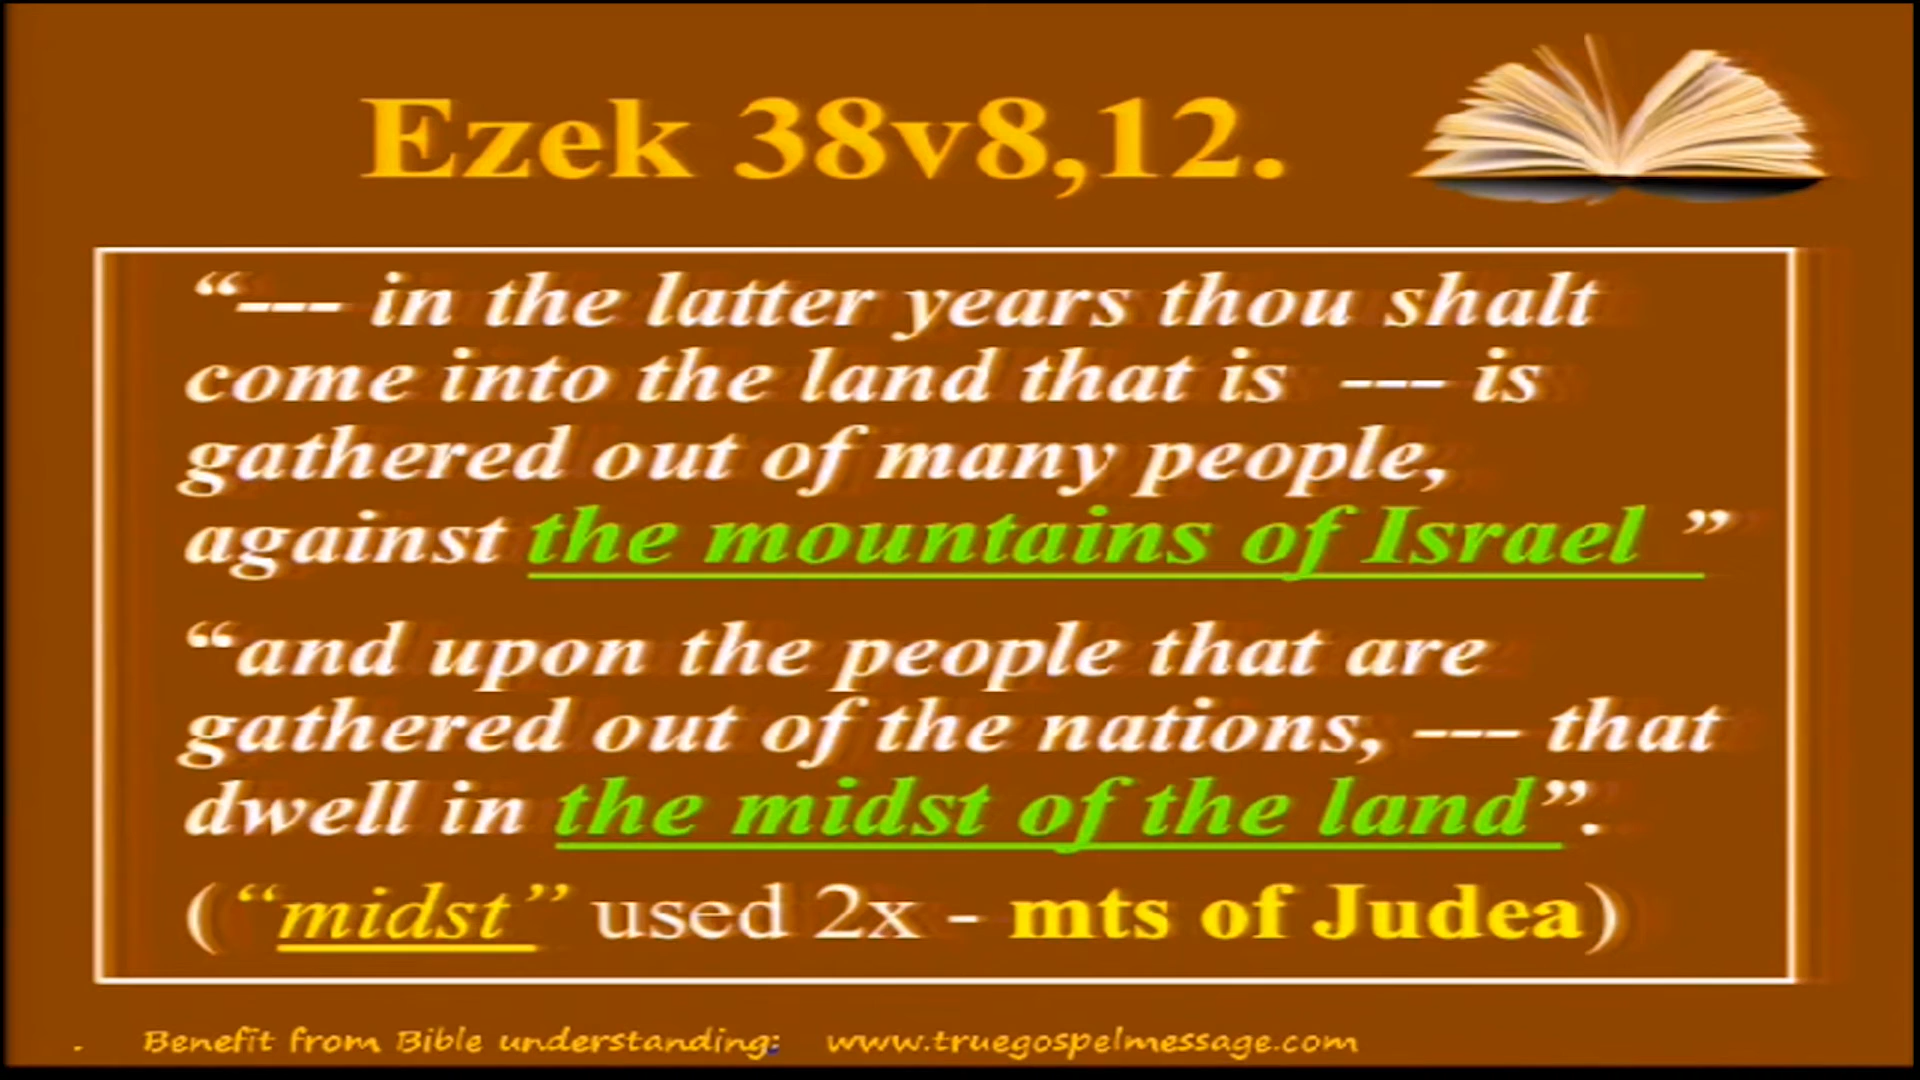 Ezek 38v8,12.
“--- in the latter years thou shalt
come into the land that is --- is
gathered out of many people,
against the mountains of Israel ”
“and upon the people that are
gathered out of the nations, --- that
dwell in the midst of the land”.
(“midst” used 2x - mts of Judea)
. Benefit from Bible understanding: www.truegospelmessage.com